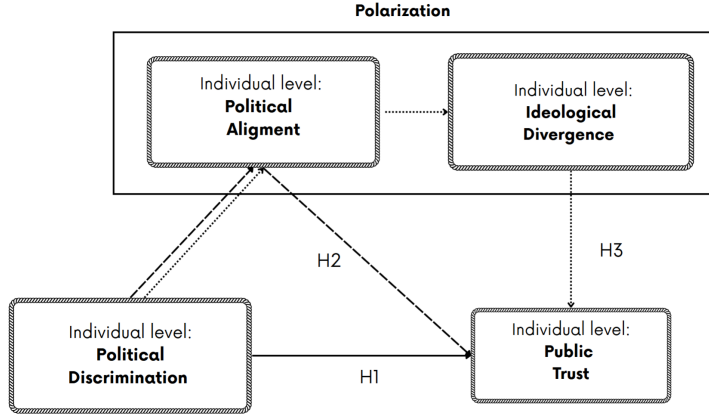 Polarization
Individual level:
Political
Aligment
Individual level:
Ideological
Divergence
H2
H3
Individual level:
Political
Discrimination
H1
Individual level:
Public
Trust